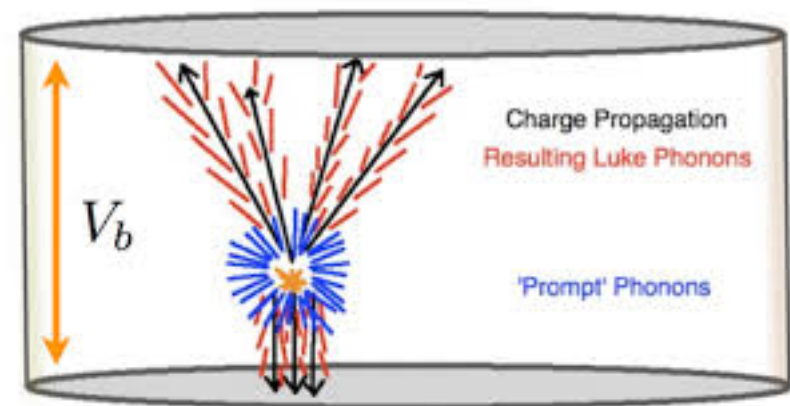 Charge Propagation
Resulting Luke Phonons
V_b
'Prompt' Phonons